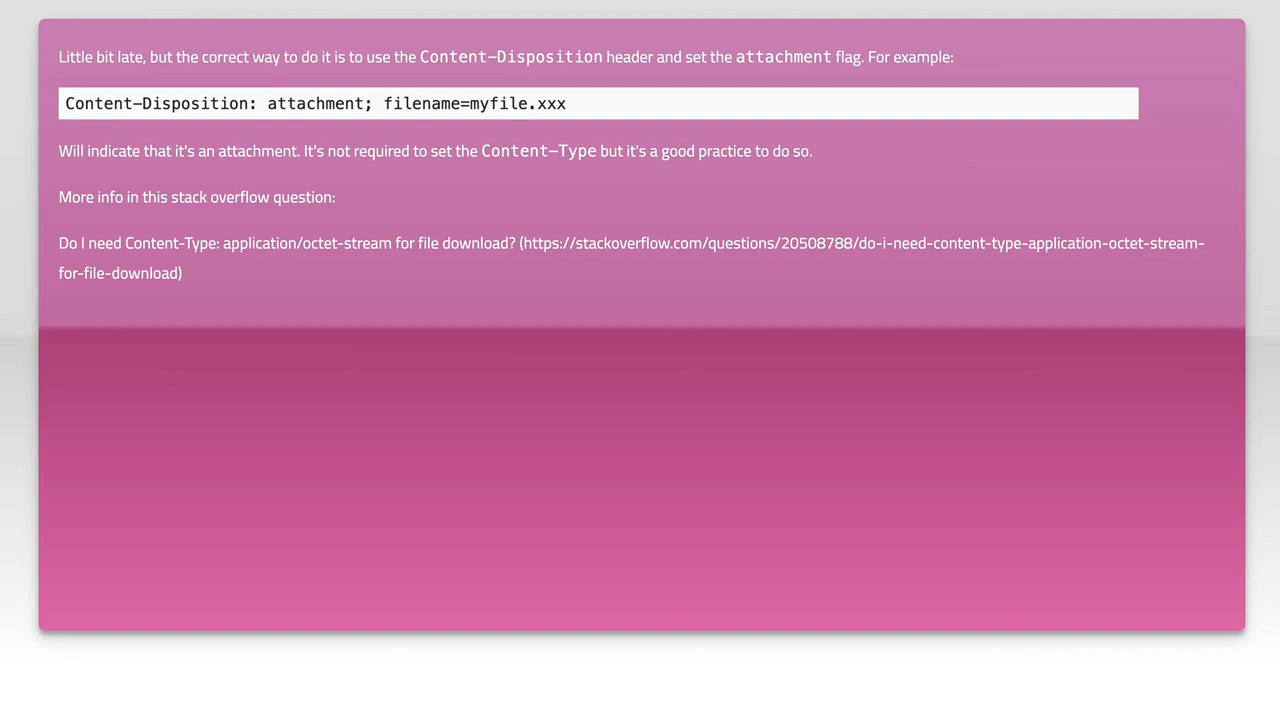 Little bit late, but the correct way to do it is to use the Content-Disposition header and set the attachment flag. For example:
Content-Disposition: attachment; filename=myfile.xxx
Will indicate that it's an attachment. It's not required to set the Content-Type but it's a good practice to do so.
More info in this stack overflow question:
Do I need Content-Type: application/octet-stream for file download? (https://stackoverflow.com/questions/20508788/do-i-need-content-type-application-octet-stream-
for-file-download)